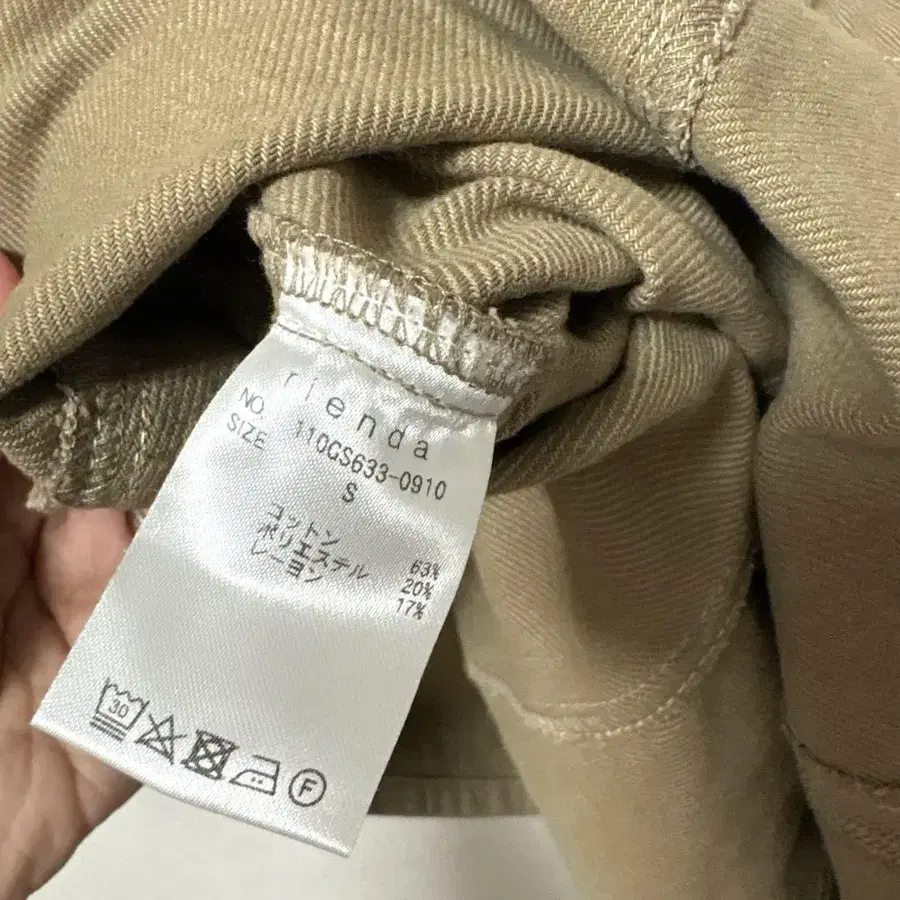 rienda
NO. 110GS633-0910
SIZE S
コットン 63%
ポリエステル 20%
レーヨン 17%
30
F